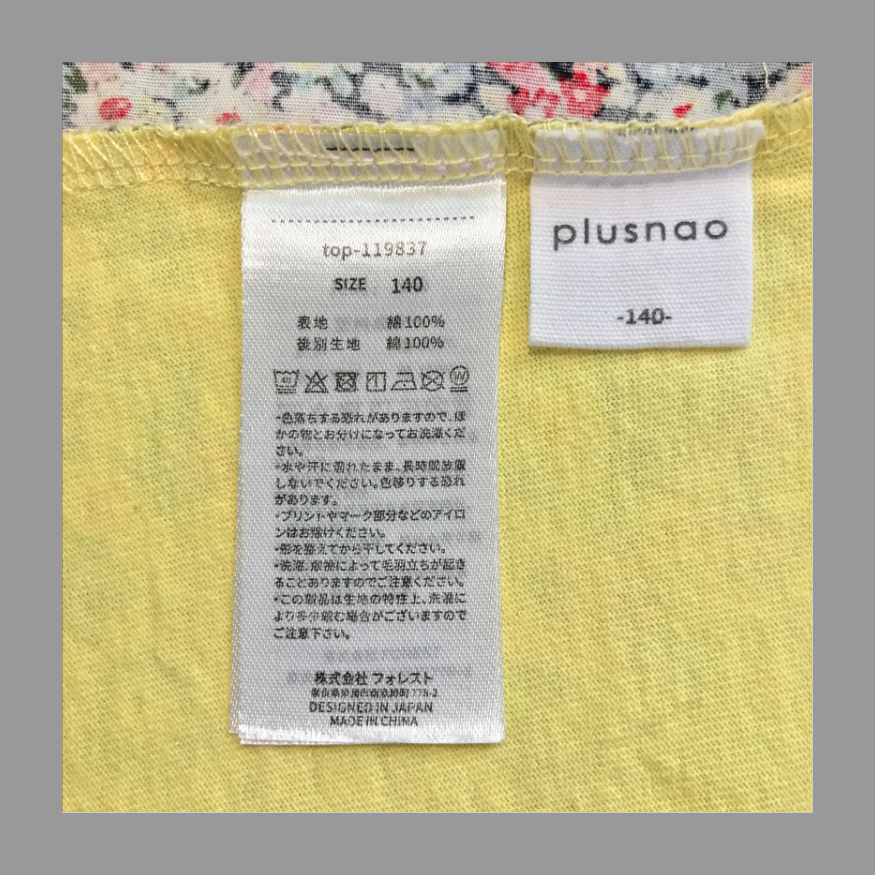 top-119837
SIZE 140
表地 綿100%
後別生地 綿100%
40
W
・色落ちする恐れがありますので、ほ
かの物とお分けになってお洗濯くだ
さい。
・水や汗に濡れたまま、長時間放置
しないでください。色移りする恐れ
があります。
・プリントやマーク部分などのアイロ
ンはお除けください。
・形を整えてから干してください。
・洗濯、摩擦によって毛羽立ちが起き
ることありますのでご注意ください。
・この製品は生地の特性上、洗濯に
より多少縮む場合がございますので
ご注意下さい。
株式会社 フォレスト
778-2
DESIGNED IN JAPAN
MADE IN CHINA
plusnao
-140-